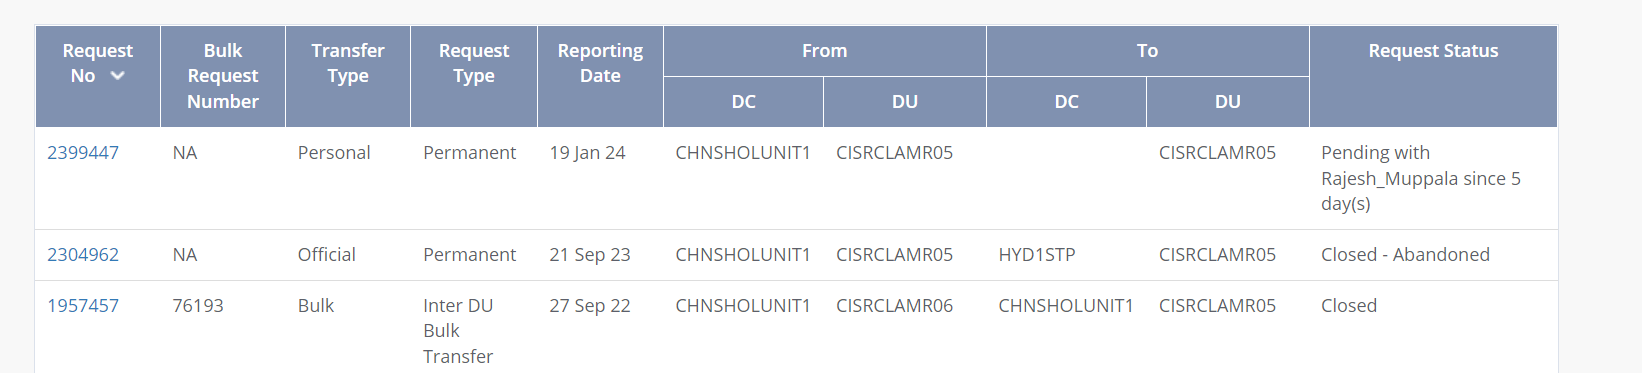 Request No
Bulk Request Number
Transfer Type
Request Type
Reporting Date
From
To
Request Status
DC
DU
DC
DU
2399447
NA
Personal
Permanent
19 Jan 24
CHNSHOLUNIT1
CISRCLAMR05
CISRCLAMR05
Pending with
Rajesh_Muppala since 5
day(s)
2304962
NA
Official
Permanent
21 Sep 23
CHNSHOLUNIT1
CISRCLAMR05
HYD1STP
CISRCLAMR05
Closed - Abandoned
1957457
76193
Bulk
Inter DU
Bulk
Transfer
27 Sep 22
CHNSHOLUNIT1
CISRCLAMR06
CHNSHOLUNIT1
CISRCLAMR05
Closed